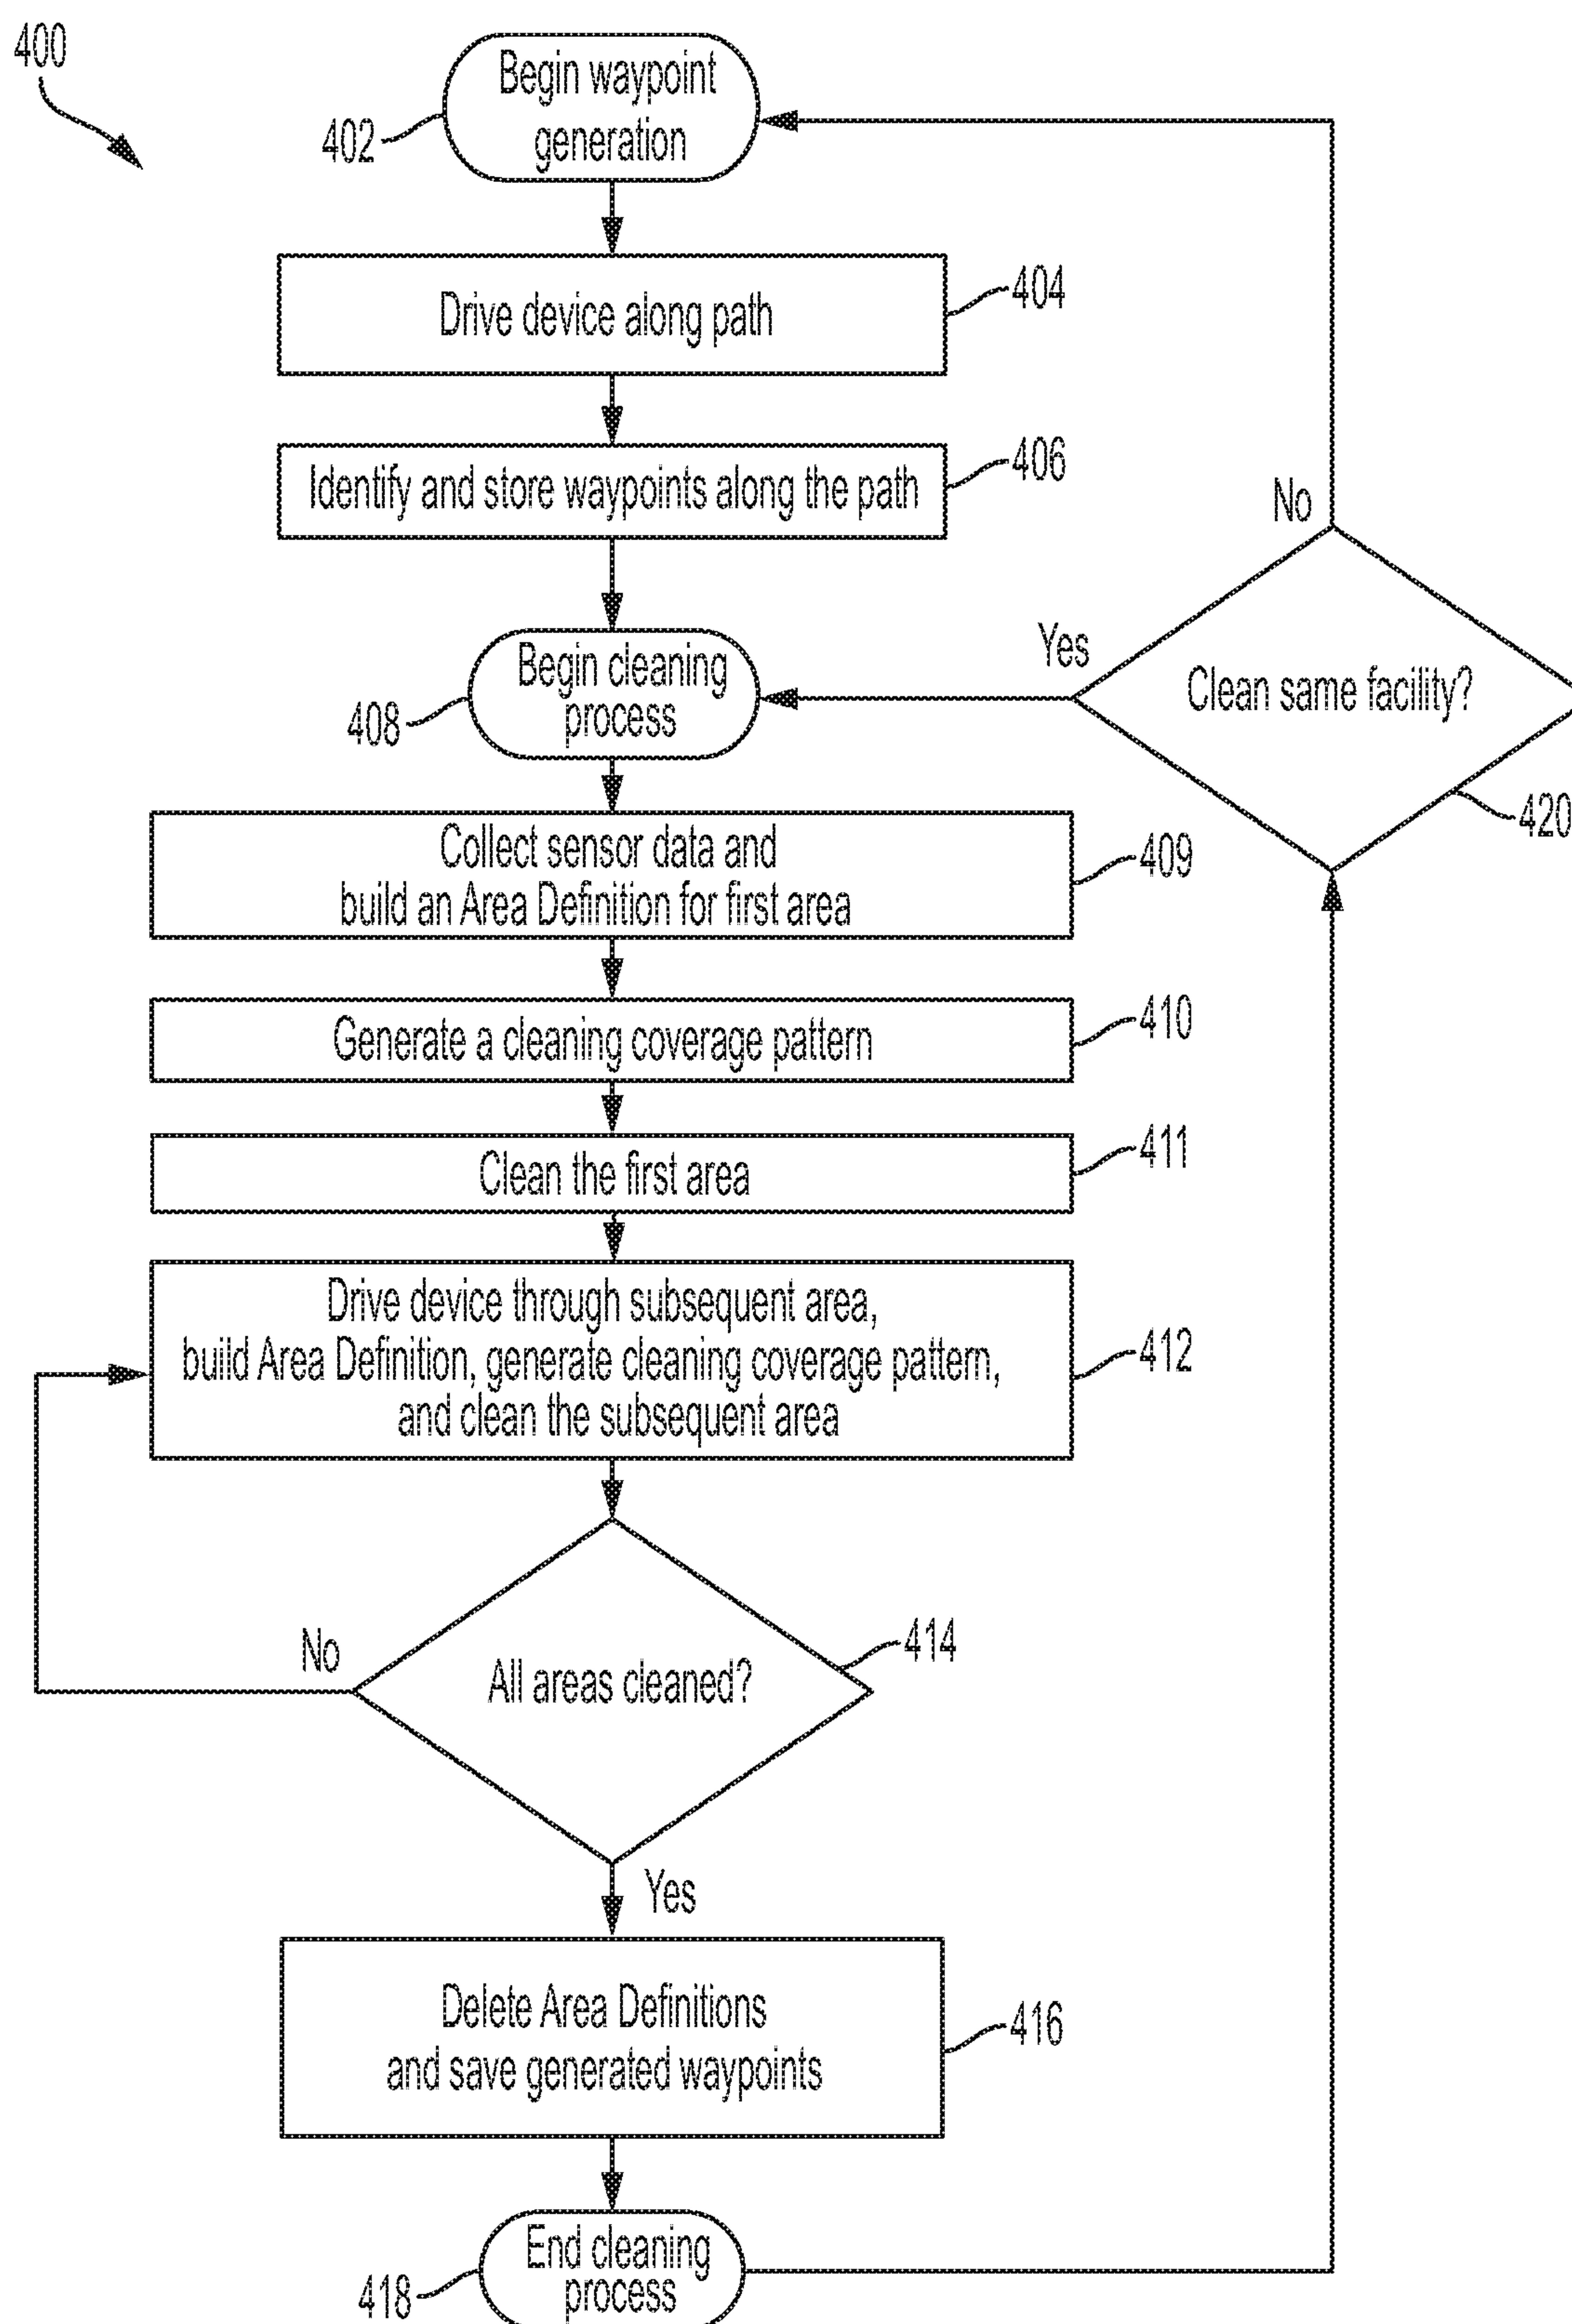 400
Begin waypoint
generation
402
Drive device along path
404
Identify and store waypoints along the path
406
Begin cleaning
process
408
No
Yes
Clean same facility?
420
Collect sensor data and
build an Area Definition for first area
409
Generate a cleaning coverage pattern
410
Clean the first area
411
Drive device through subsequent area,
build Area Definition, generate cleaning coverage pattern,
and clean the subsequent area
412
No
All areas cleaned?
414
Yes
Delete Area Definitions
and save generated waypoints
416
End cleaning
process
418